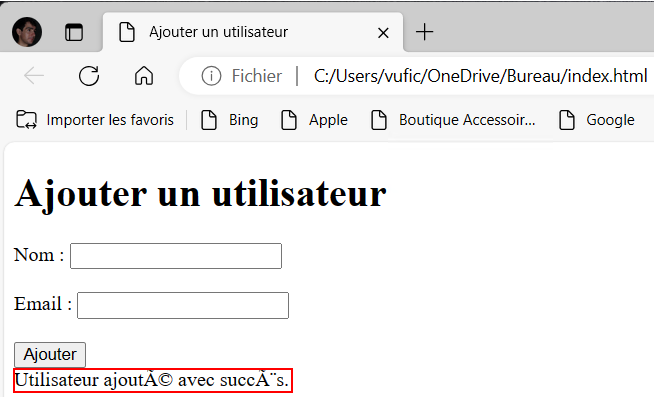 Ajouter un utilisateur
Fichier C:/Users/vufic/OneDrive/Bureau/index.html
Importer les favoris Bing Apple Boutique Accessoir... Google
Ajouter un utilisateur
Nom :
Email :
Ajouter
Utilisateur ajoutÃ© avec succÃ¨s.